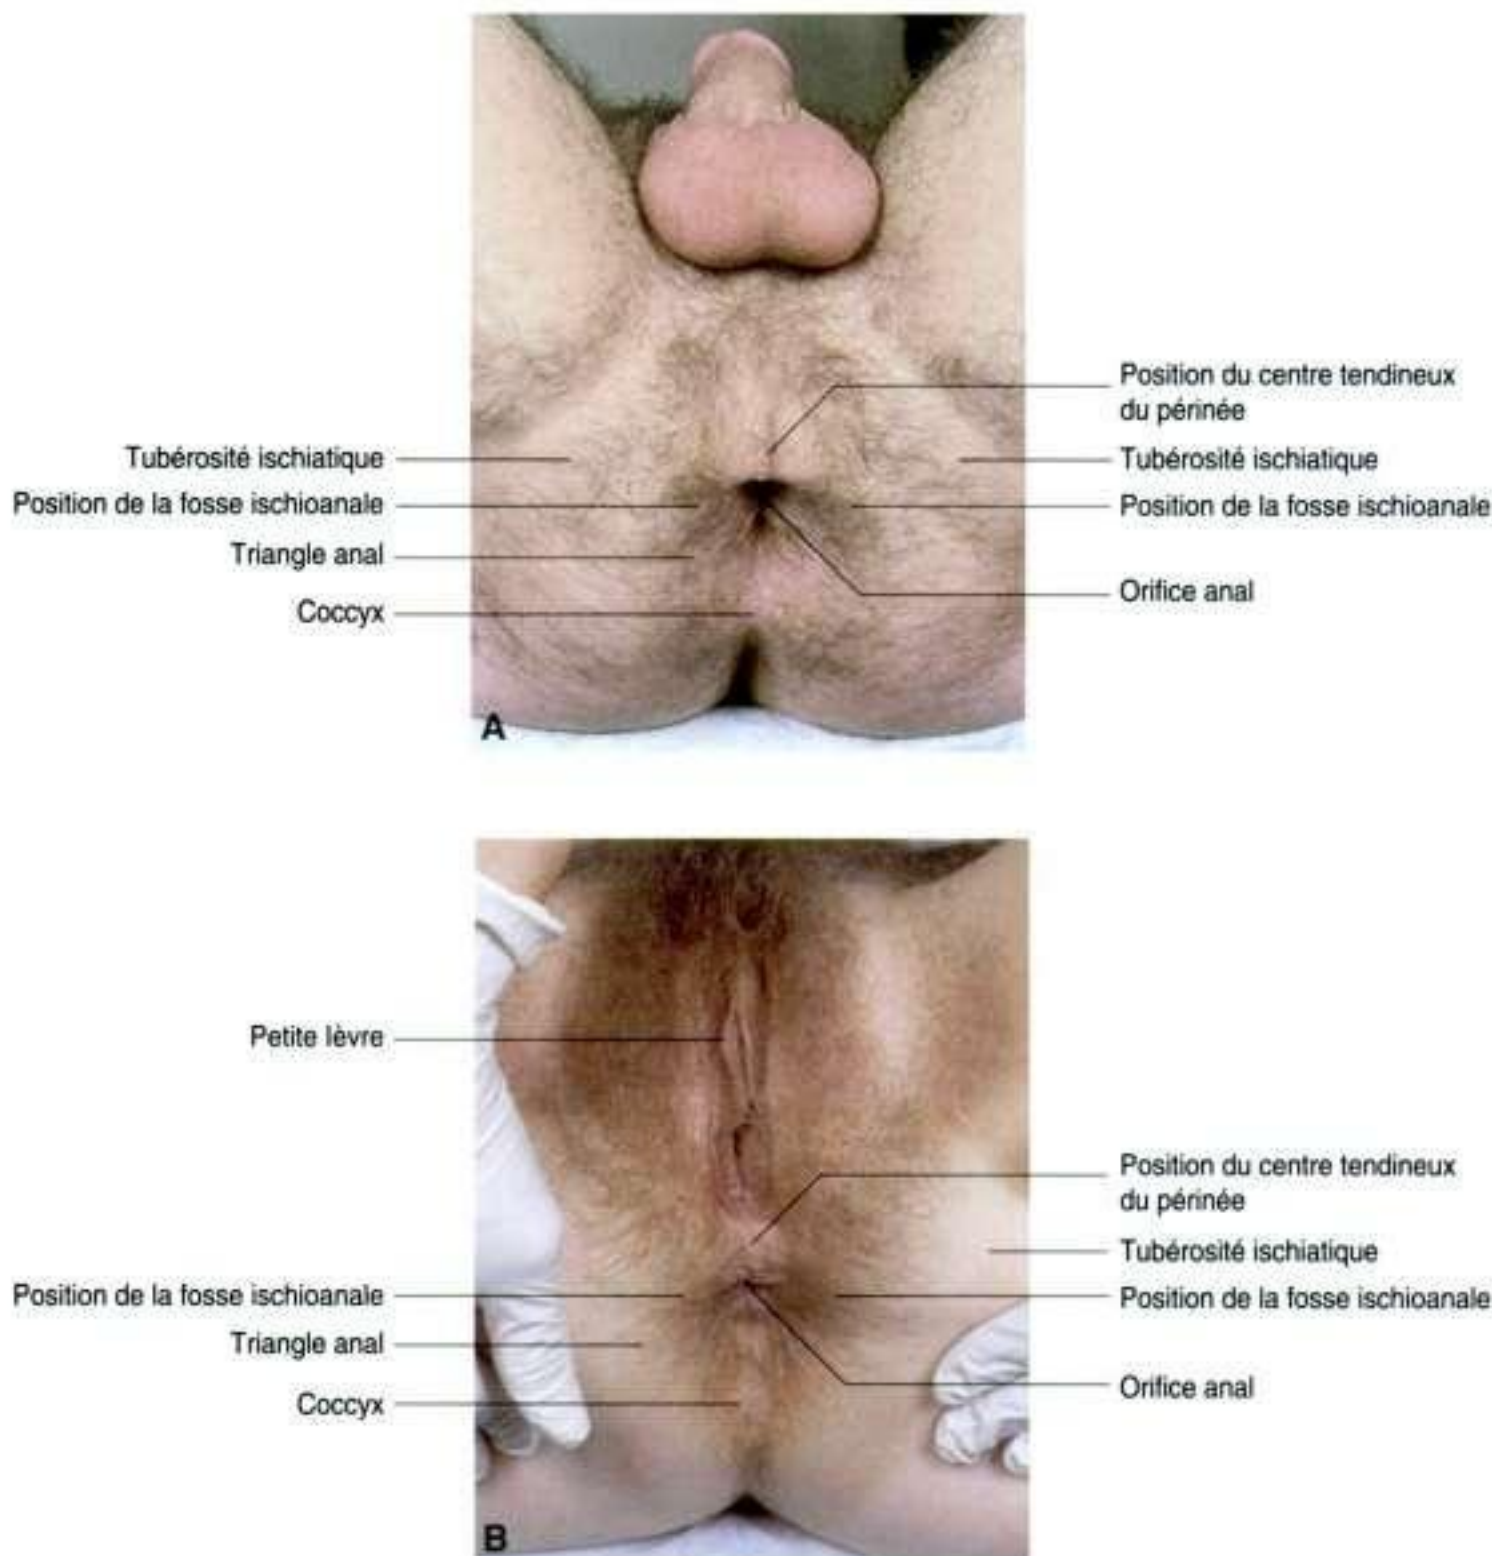 Position du centre tendineux
du périnée
Tubérosité ischiatique
Tubérosité ischiatique
Position de la fosse ischioanale
Position de la fosse ischioanale
Triangle anal
Orifice anal
Coccyx
A
Petite lèvre
Position du centre tendineux
du périnée
Tubérosité ischiatique
Position de la fosse ischioanale
Position de la fosse ischioanale
Triangle anal
Orifice anal
Coccyx
B